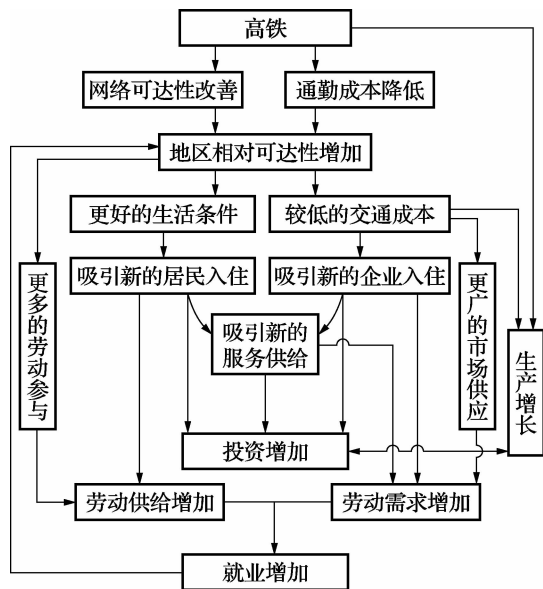 高铁
网络可达性改善
通勤成本降低
地区相对可达性增加
更好的生活条件
较低的交通成本
吸引新的居民入住
吸引新的企业入住
更多的劳动参与
吸引新的
服务供给
更广的市场供应
生产增长
投资增加
劳动供给增加
劳动需求增加
就业增加